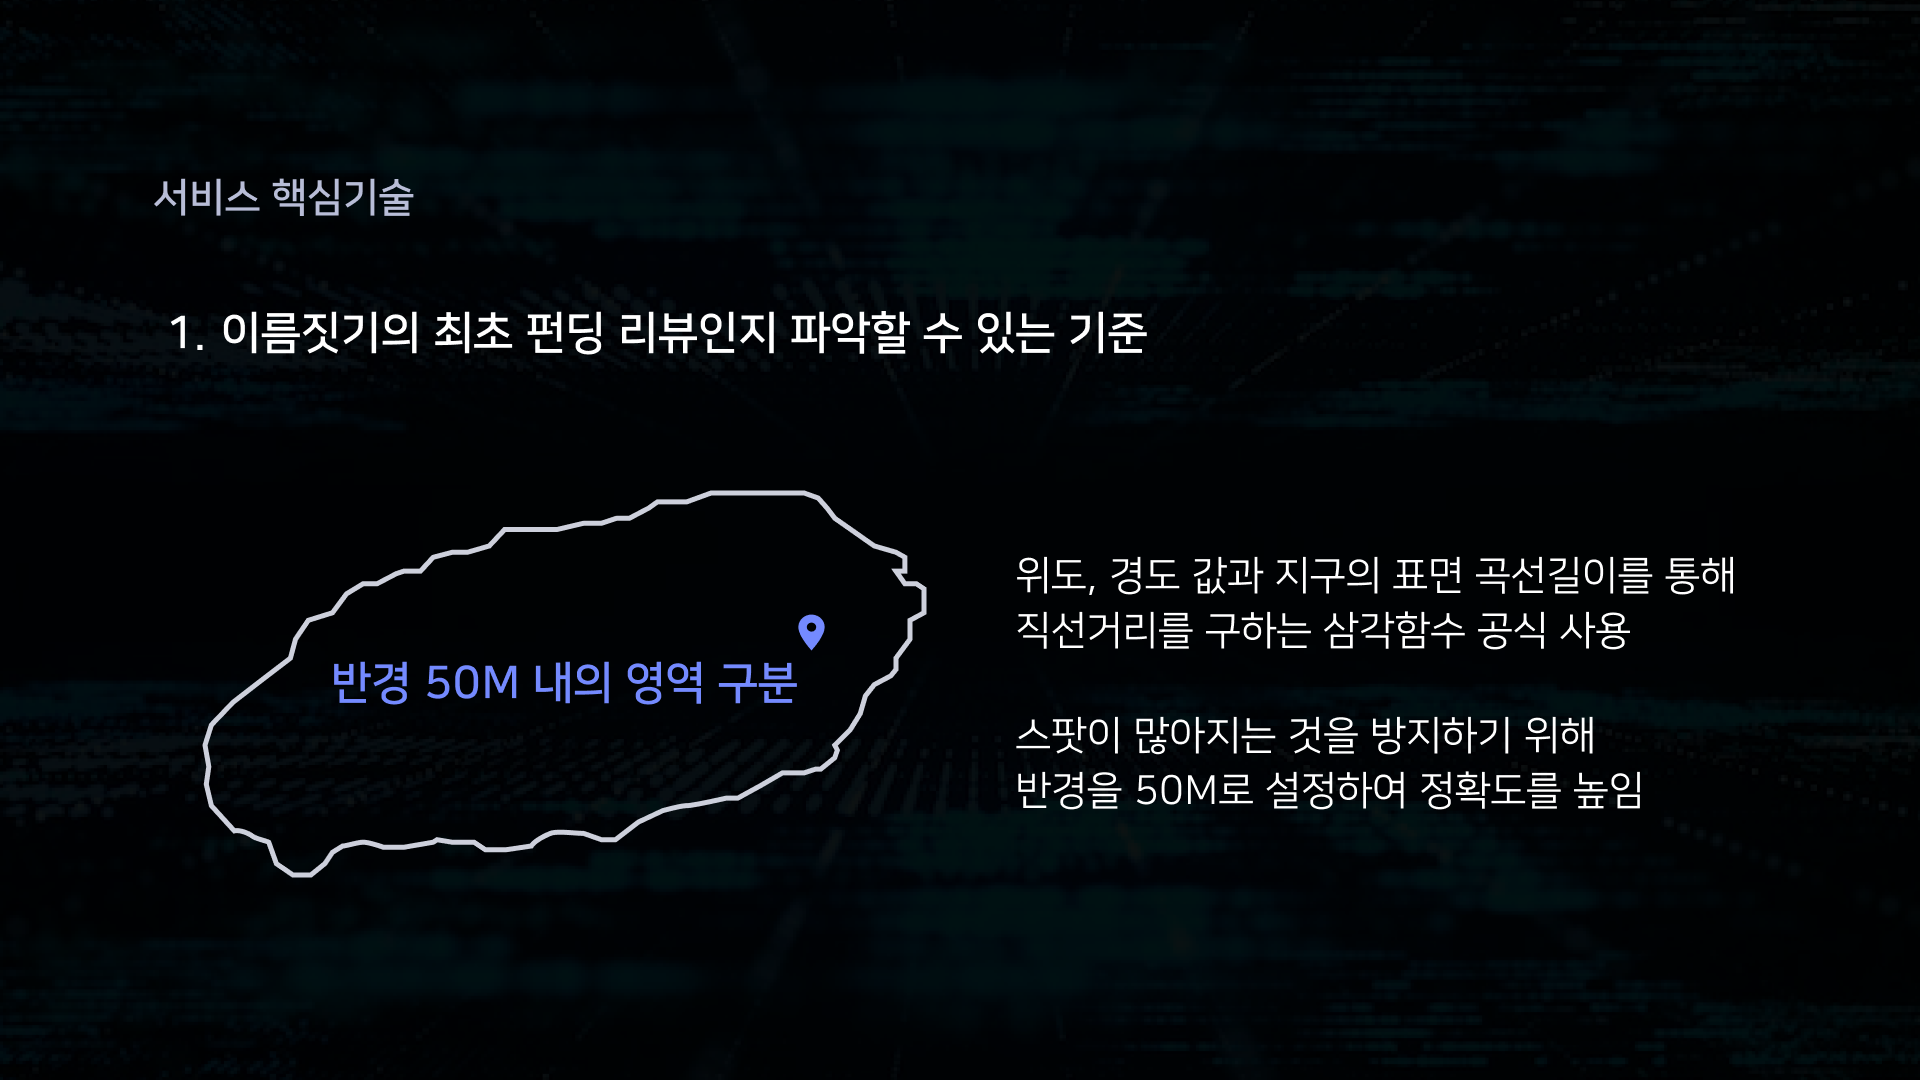 서비스 핵심기술
1. 이름짓기의 최초 펀딩 리뷰인지 파악할 수 있는 기준
반경 50M 내의 영역 구분
위도, 경도 값과 지구의 표면 곡선길이를 통해
직선거리를 구하는 삼각함수 공식 사용
스팟이 많아지는 것을 방지하기 위해
반경을 50M로 설정하여 정확도를 높임